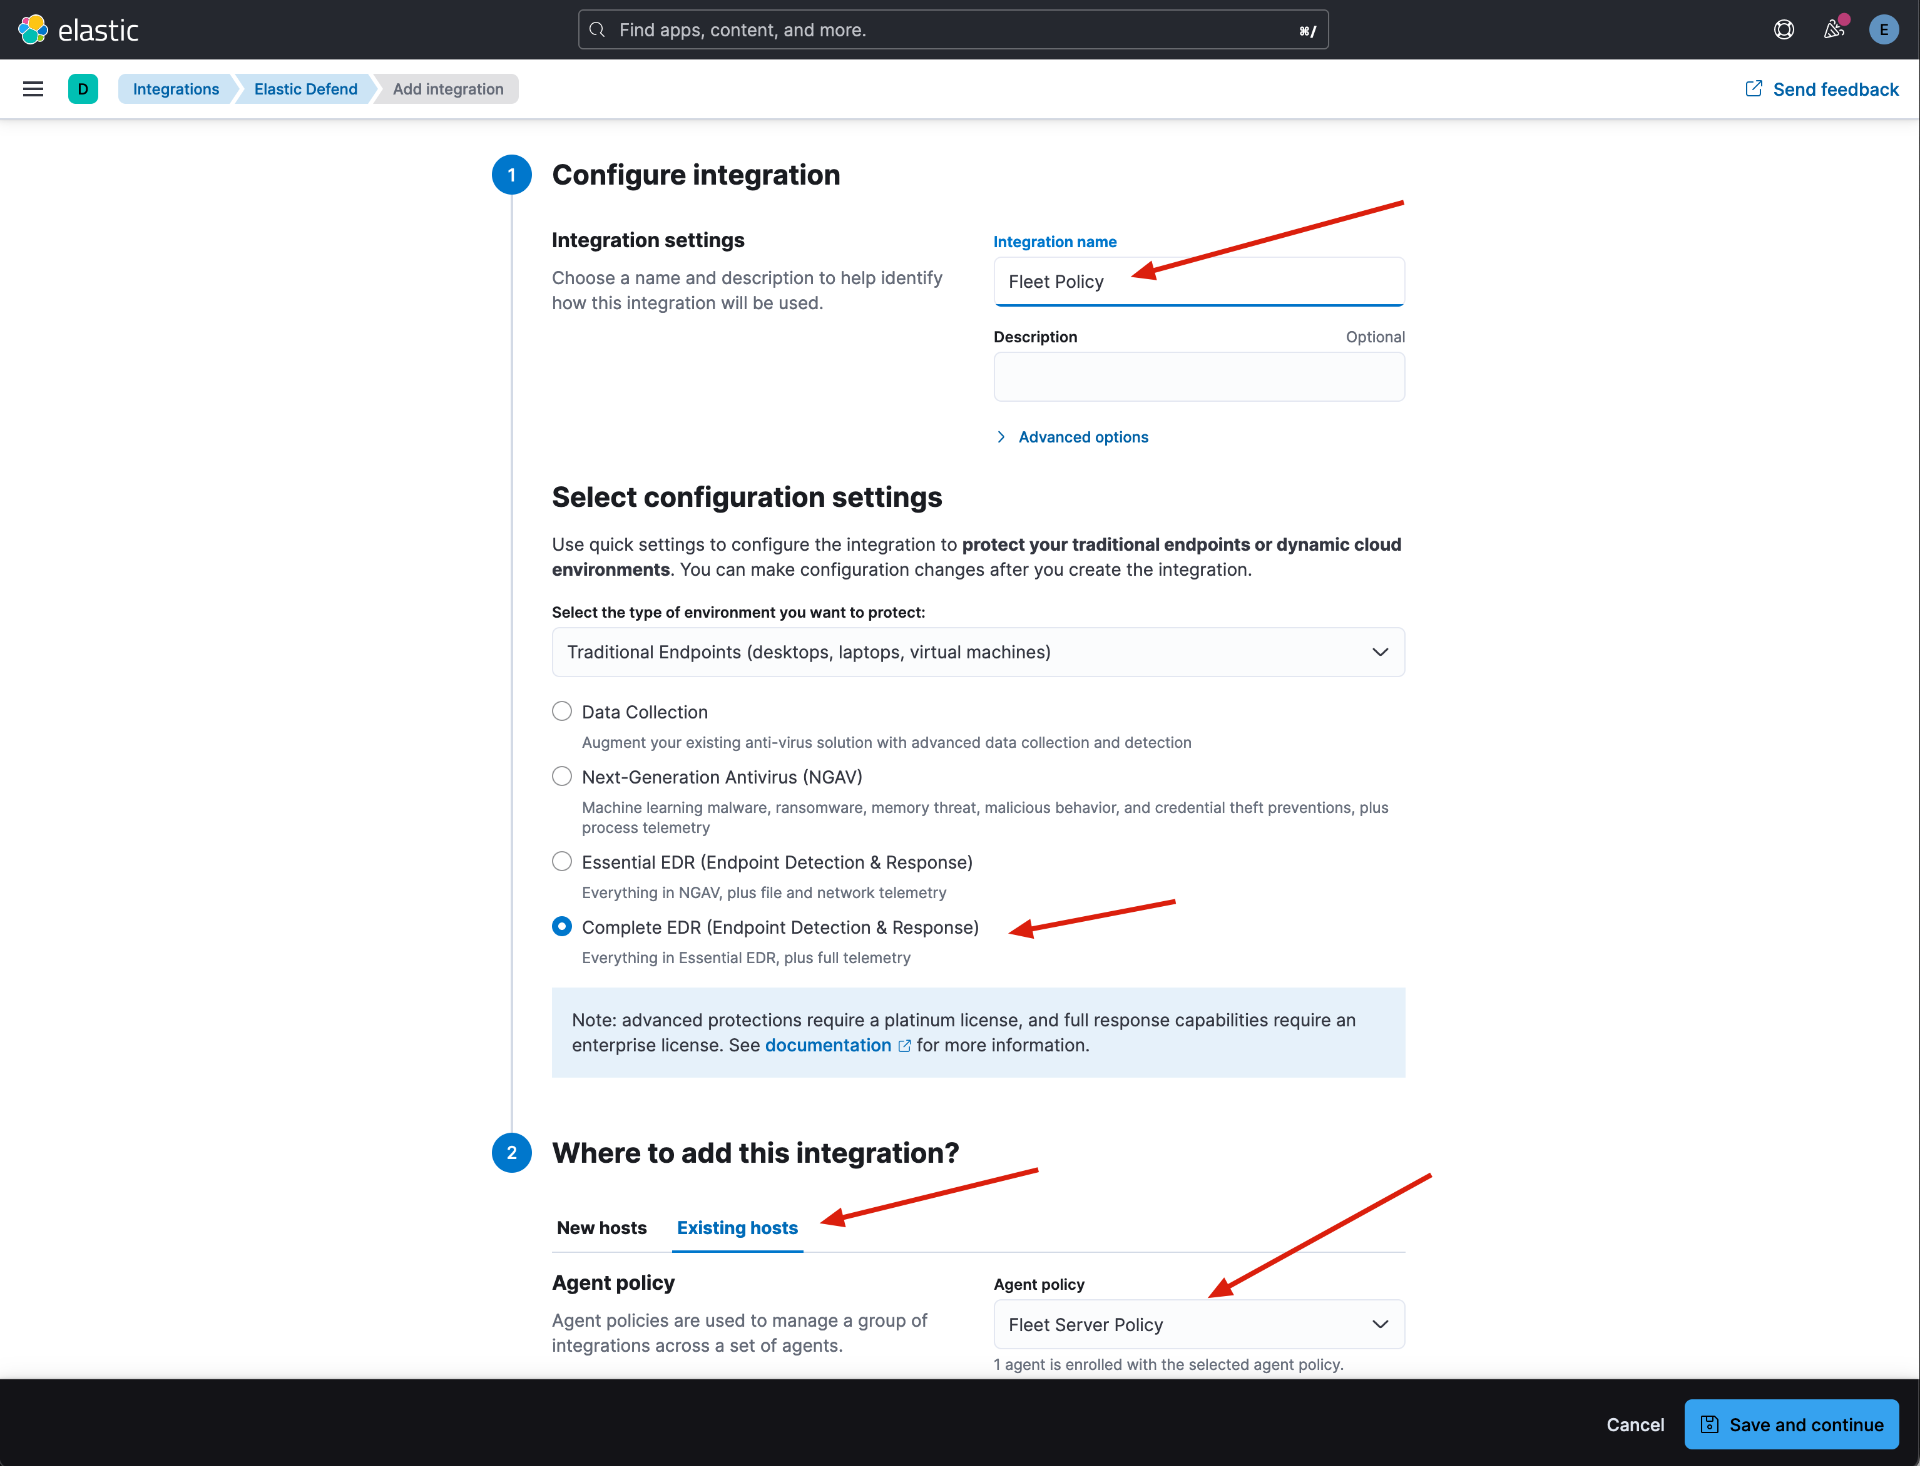 elastic
Find apps, content, and more.
⌘/
E
D
Integrations
Elastic Defend
Add integration
Send feedback
1
Configure integration
Integration settings
Choose a name and description to help identify
how this integration will be used.
Integration name
Fleet Policy
Description
Optional
Advanced options
Select configuration settings
Use quick settings to configure the integration to protect your traditional endpoints or dynamic cloud
environments. You can make configuration changes after you create the integration.
Select the type of environment you want to protect:
Traditional Endpoints (desktops, laptops, virtual machines)
Data Collection
Augment your existing anti-virus solution with advanced data collection and detection
Next-Generation Antivirus (NGAV)
Machine learning malware, ransomware, memory threat, malicious behavior, and credential theft preventions, plus
process telemetry
Essential EDR (Endpoint Detection & Response)
Everything in NGAV, plus file and network telemetry
Complete EDR (Endpoint Detection & Response)
Everything in Essential EDR, plus full telemetry
Note: advanced protections require a platinum license, and full response capabilities require an
enterprise license. See documentation for more information.
2
Where to add this integration?
New hosts
Existing hosts
Agent policy
Agent policies are used to manage a group of
integrations across a set of agents.
Agent policy
Fleet Server Policy
1 agent is enrolled with the selected agent policy.
Cancel
Save and continue